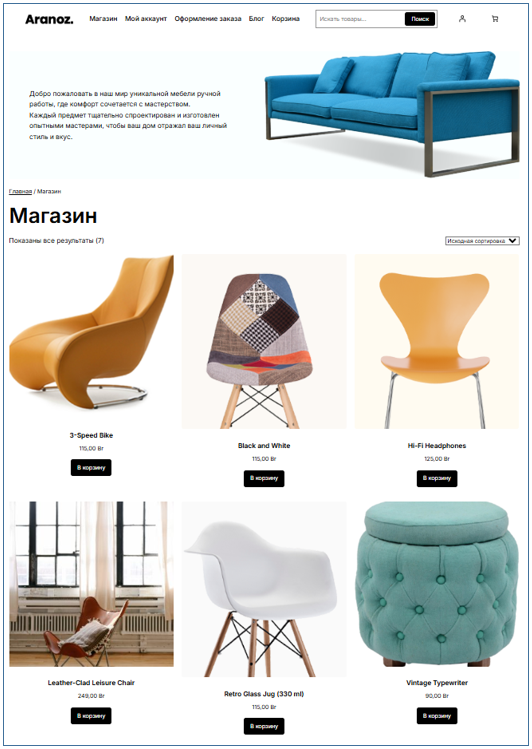 Aranoz. Магазин Мой аккаунт Оформление заказа Блог Корзина Искать товары... Поиск
Добро пожаловать в наш мир уникальной мебели ручной
работы, где комфорт сочетается с мастерством.
Каждый предмет тщательно спроектирован и изготовлен
опытными мастерами, чтобы ваш дом отражал ваш личный
стиль и вкус.
Главная / Магазин
Магазин
Показаны все результаты (7) Исходная сортировка
3-Speed Bike
115,00 Br
В корзину
Black and White
115,00 Br
В корзину
Hi-Fi Headphones
125,00 Br
В корзину
Leather-Clad Leisure Chair
249,00 Br
В корзину
Retro Glass Jug (330 ml)
115,00 Br
В корзину
Vintage Typewriter
90,00 Br
В корзину